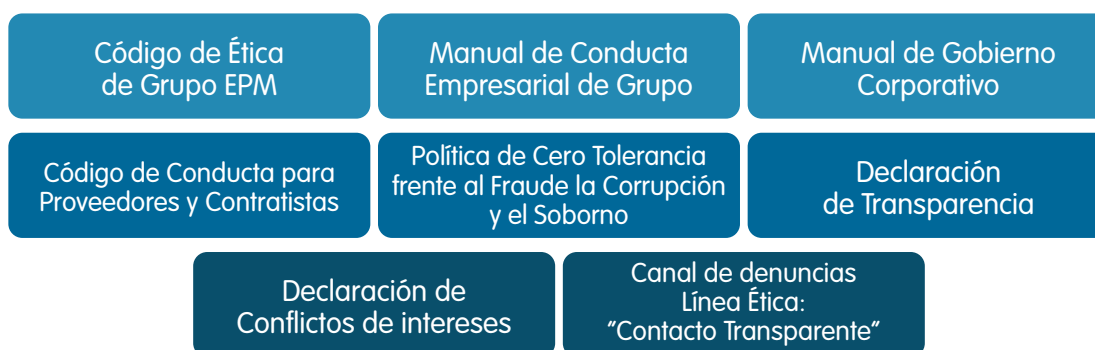 Código de Ética
de Grupo EPM
Manual de Conducta
Empresarial de Grupo
Manual de Gobierno
Corporativo
Código de Conducta para
Proveedores y Contratistas
Política de Cero Tolerancia
frente al Fraude la Corrupción
y el Soborno
Declaración
de Transparencia
Declaración de
Conflictos de intereses
Canal de denuncias
Línea Ética:
"Contacto Transparente"